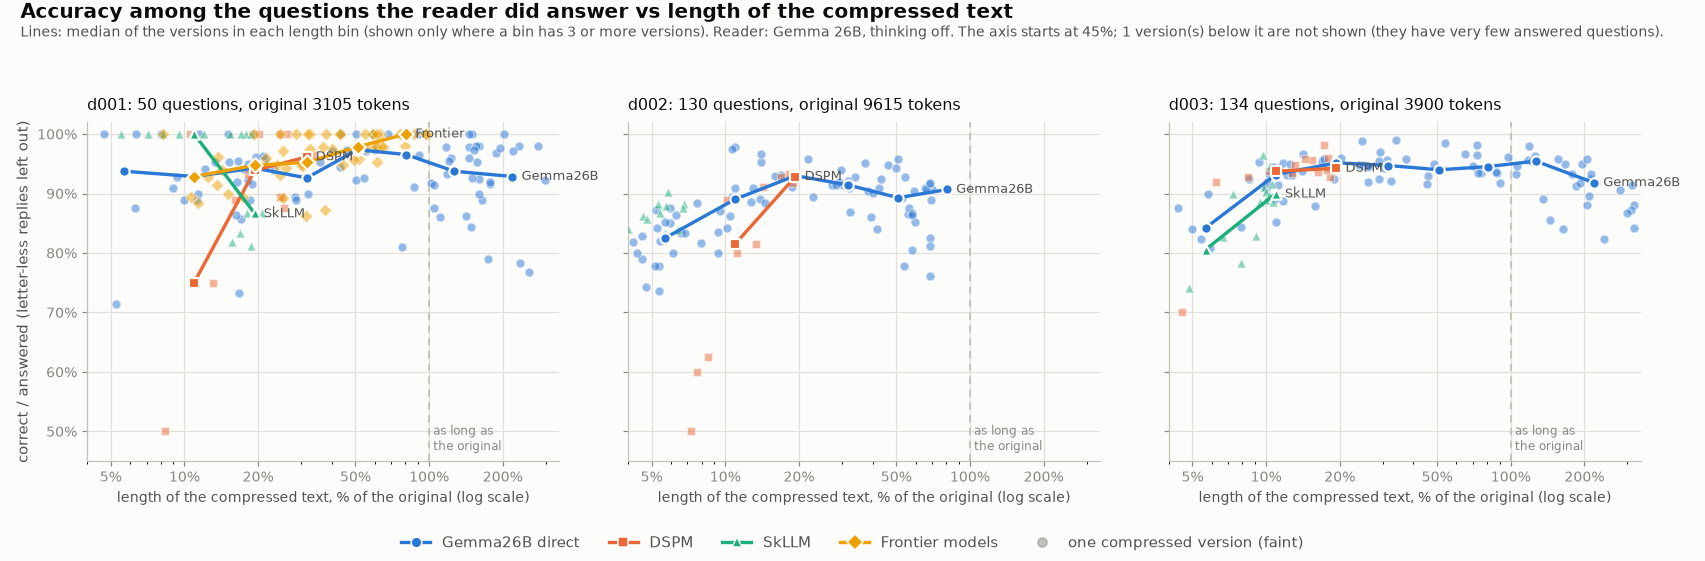 Accuracy among the questions the reader did answer vs length of the compressed text
Lines: median of the versions in each length bin (shown only where a bin has 3 or more versions). Reader: Gemma 26B, thinking off. The axis starts at 45%; 1 version(s) below it are not shown (they have very few answered questions).
d001: 50 questions, original 3105 tokens
d002: 130 questions, original 9615 tokens
d003: 134 questions, original 3900 tokens
correct / answered (letter-less replies left out)
100%
90%
80%
70%
60%
50%
Frontier
DSPM
Gemma26B
SkLLM
as long as
the original
5%
10%
20%
50%
100%
200%
length of the compressed text, % of the original (log scale)
DSPM
Gemma26B
as long as
the original
5%
10%
20%
50%
100%
200%
length of the compressed text, % of the original (log scale)
DSPM
Gemma26B
SkLLM
as long as
the original
5%
10%
20%
50%
100%
200%
length of the compressed text, % of the original (log scale)
Gemma26B direct
DSPM
SkLLM
Frontier models
one compressed version (faint)